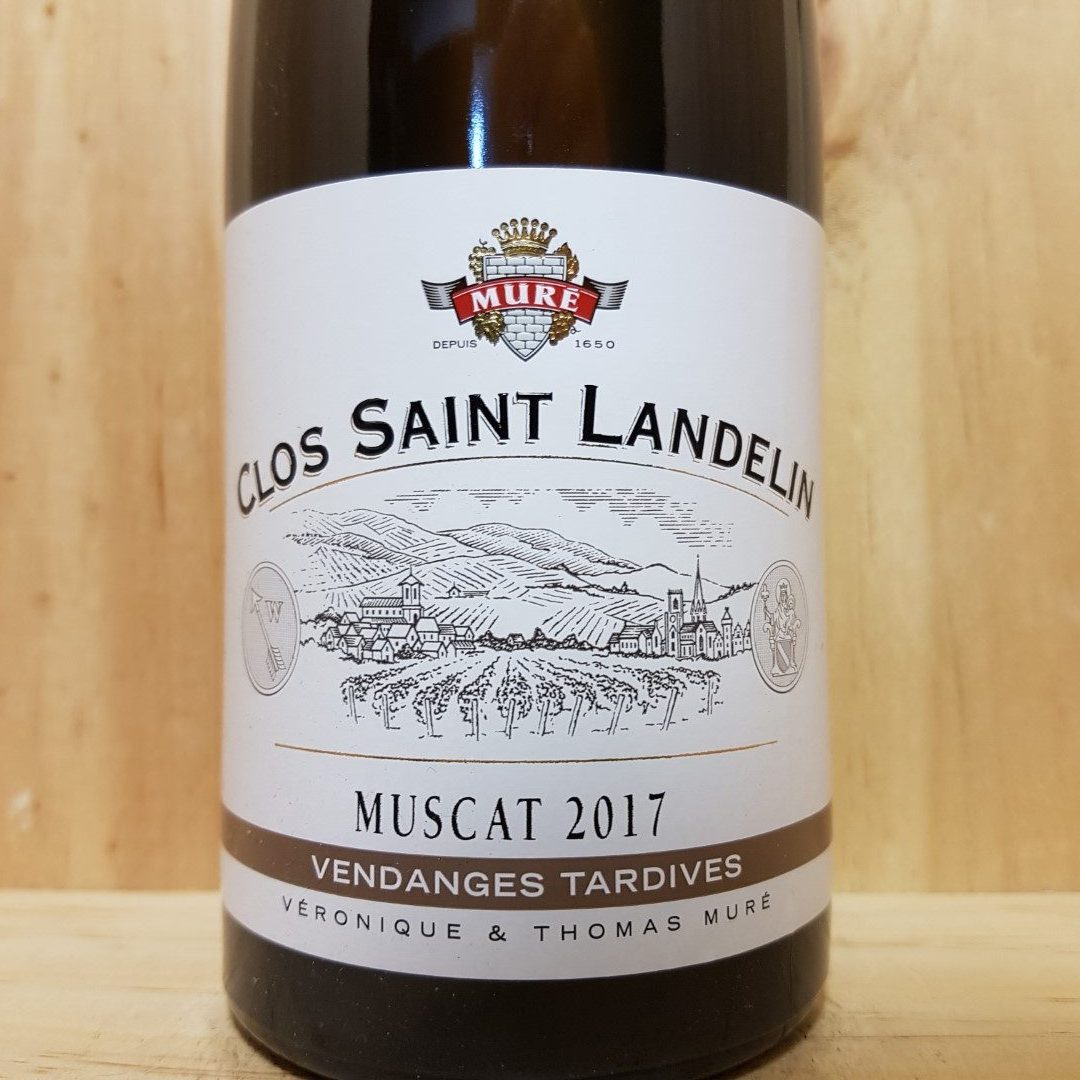 MURÉ
DEPUIS 1650
CLOS SAINT LANDELIN
W
MUSCAT 2017
VENDANGES TARDIVES
VÉRONIQUE & THOMAS MURÉ